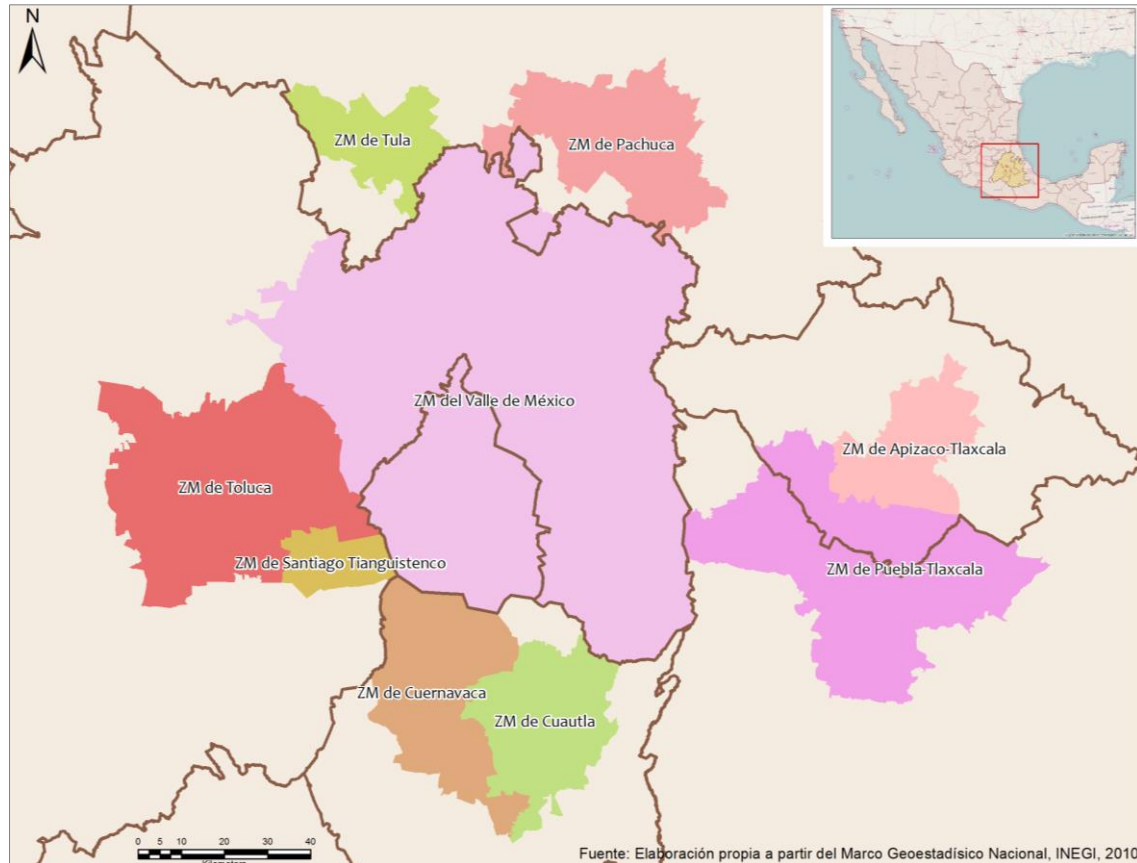 N
ZM de Tula
ZM de Pachuca
ZM del Valle de México
ZM de Apizaco-Tlaxcala
ZM de Toluca
ZM de Santiago Tianguistenco
ZM de Puebla-Tlaxcala
ZM de Cuernavaca
ZM de Cuautla
0 5 10 20 30 40
Kilometers
Fuente: Elaboración propia a partir del Marco Geoestadísico Nacional, INEGI, 2010